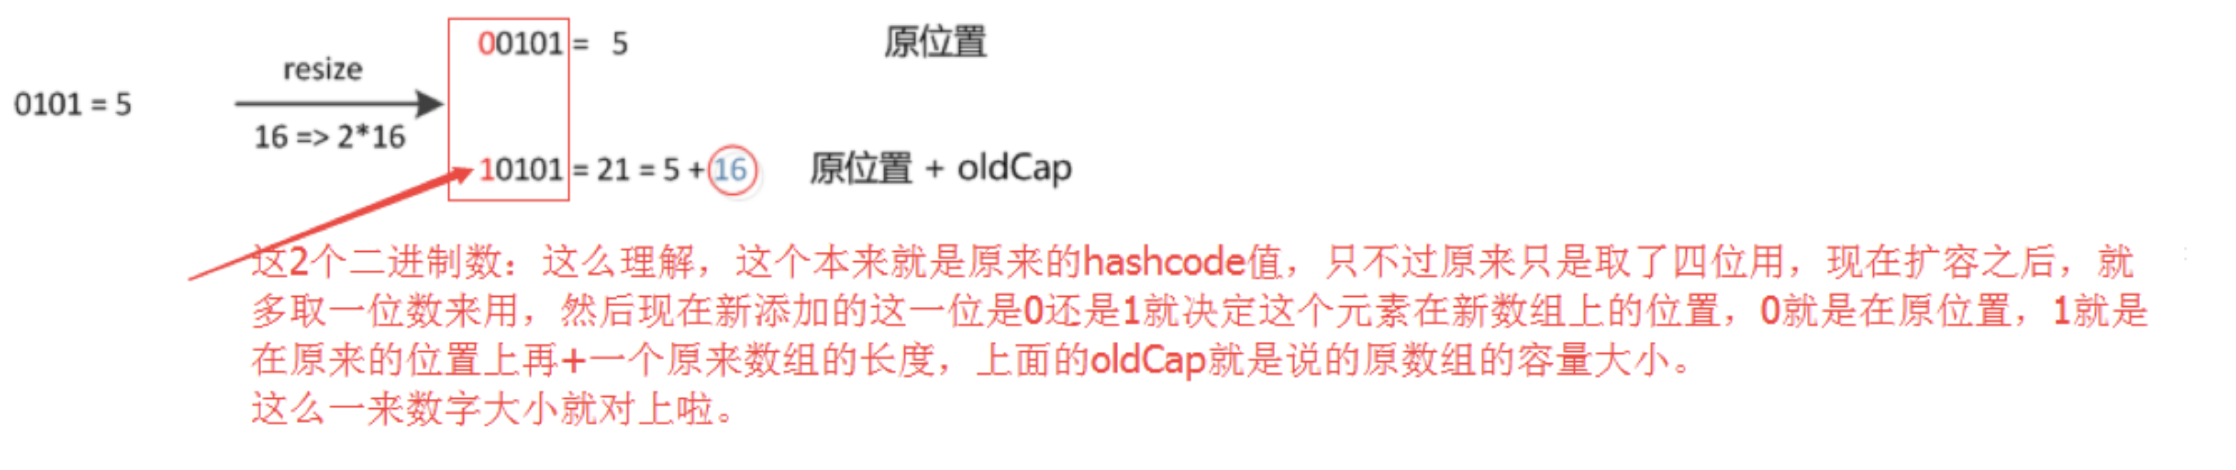 00101 = 5 原位置
resize
0101 = 5
16 => 2*16
10101 = 21 = 5 + 16 原位置 + oldCap
这2个二进制数：这么理解，这个本来就是原来的hashcode值，只不过原来只是取了四位用，现在扩容之后，就
多取一位数来用，然后现在新添加的这一位是0还是1就决定这个元素在新数组上的位置，0就是在原位置，1就是
在原来的位置上再+一个原来数组的长度，上面的oldCap就是说的原数组的容量大小。
这么一来数字大小就对上啦。